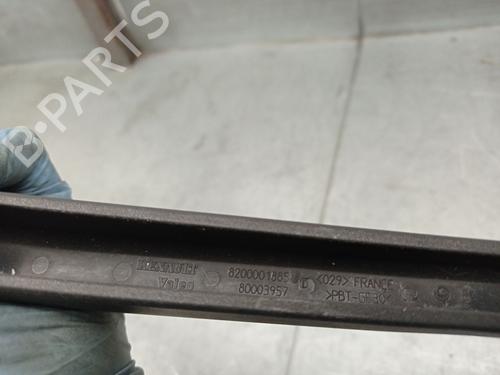 B-PARTS
RENAULT 8200001885 <029> FRANCE
Valeo 80003957 >PBT-GF30<